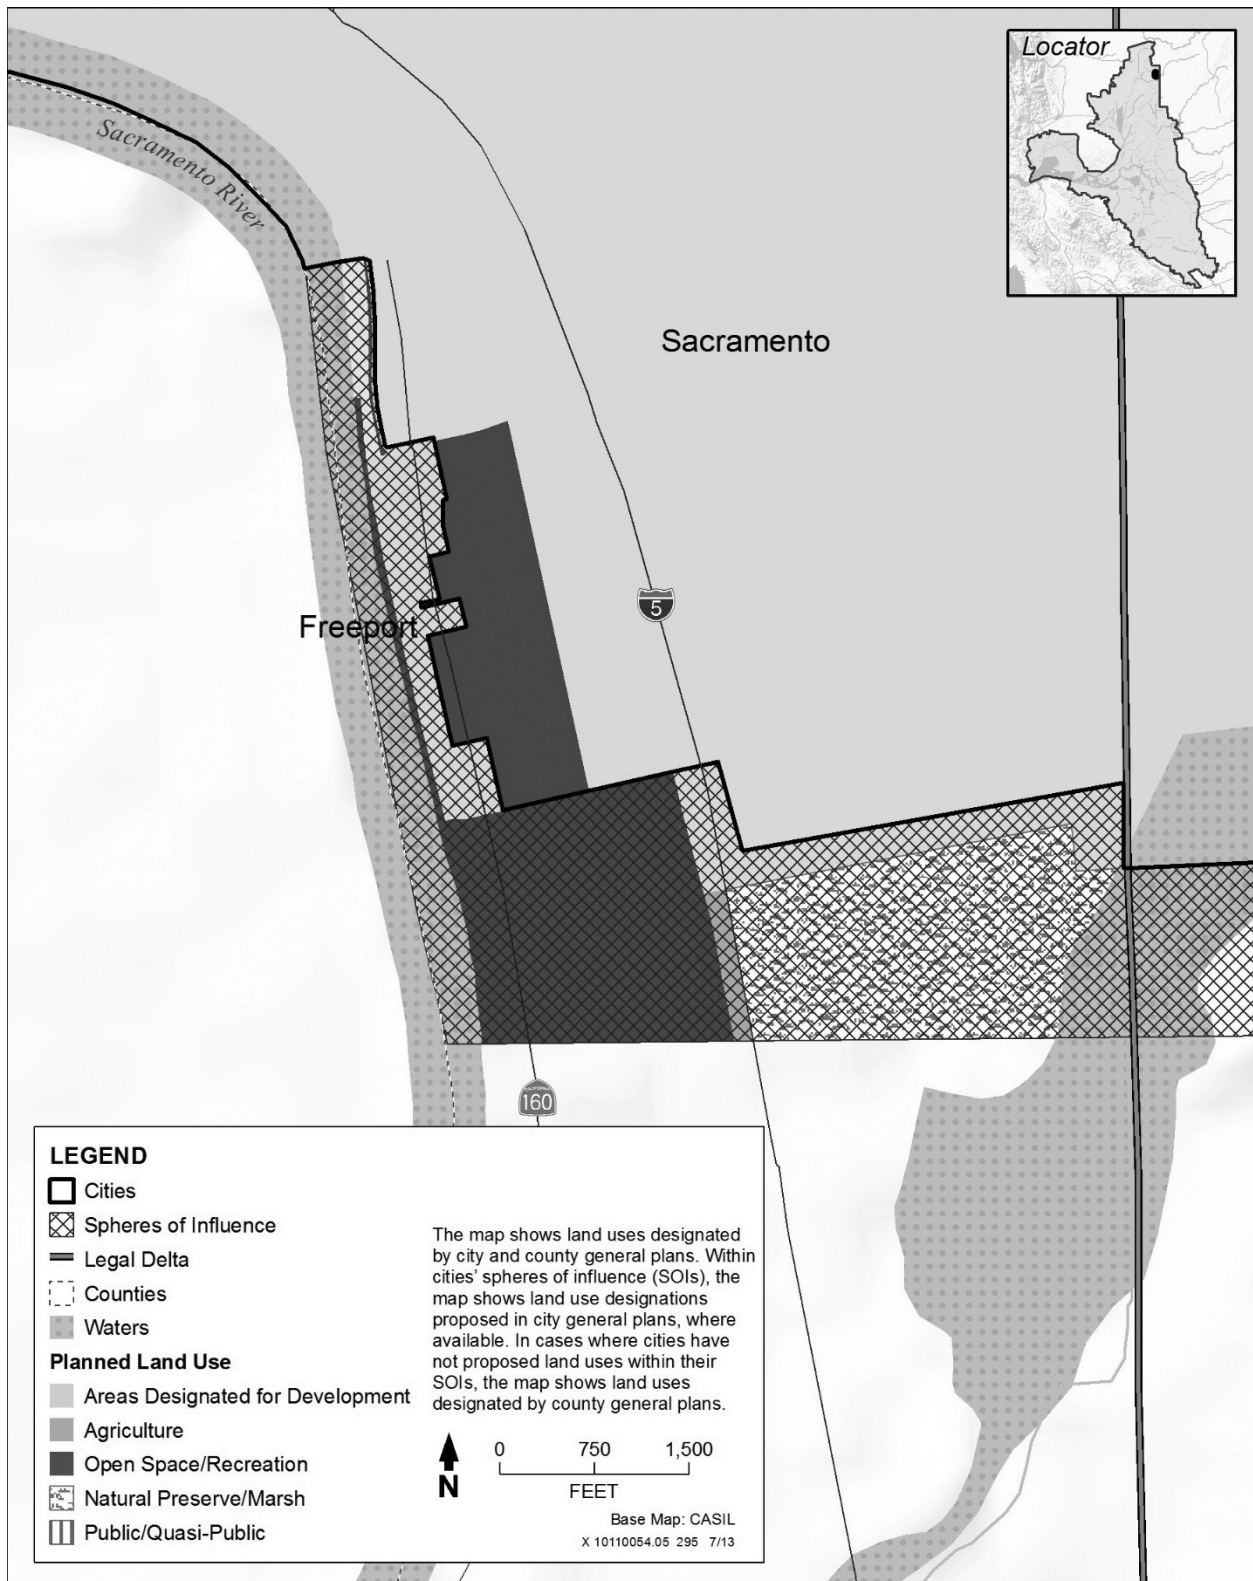 Locator
Sacramento River
Sacramento
5
Freeport
CALIFORNIA
160
LEGEND
Cities
Spheres of Influence
Legal Delta
Counties
Waters
Planned Land Use
Areas Designated for Development
Agriculture
Open Space/Recreation
Natural Preserve/Marsh
Public/Quasi-Public
The map shows land uses designated
by city and county general plans. Within
cities' spheres of influence (SOIs), the
map shows land use designations
proposed in city general plans, where
available. In cases where cities have
not proposed land uses within their
SOIs, the map shows land uses
designated by county general plans.
N
0 750 1,500
FEET
Base Map: CASIL
X 10110054.05 295 7/13